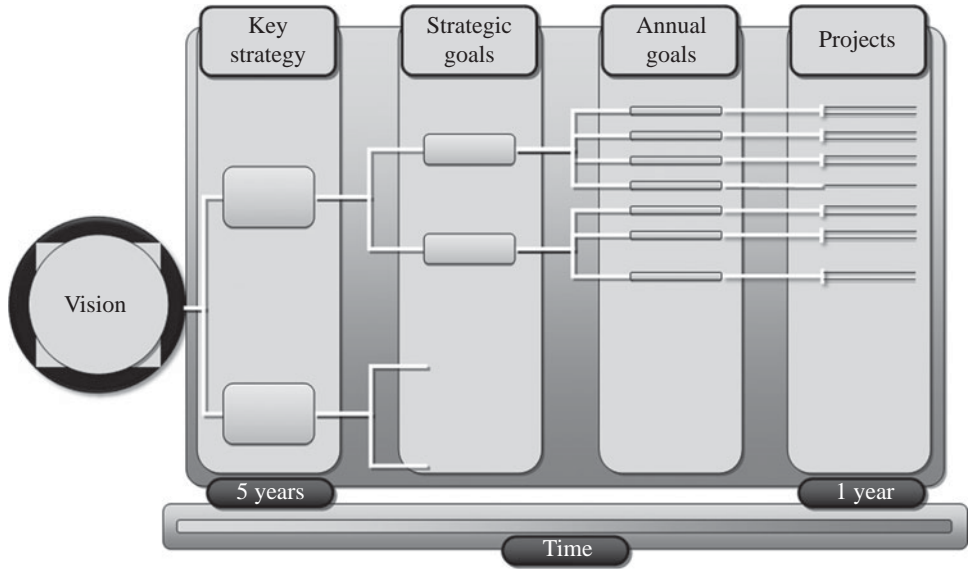 Key
strategy
Strategic
goals
Annual
goals
Projects
Vision
5 years
1 year
Time